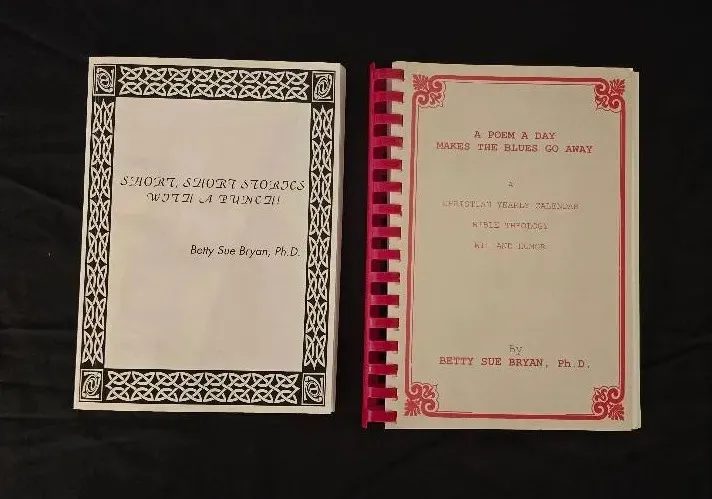 SHORT, SHORT STORIES
WITH A PUNCH!
Betty Sue Bryan, Ph.D.
A POEM A DAY
MAKES THE BLUES GO AWAY
A
CHRISTIAN YEARLY CALENDAR
BIBLE THEOLOGY
WIT AND HUMOR
By
BETTY SUE BRYAN, Ph.D.